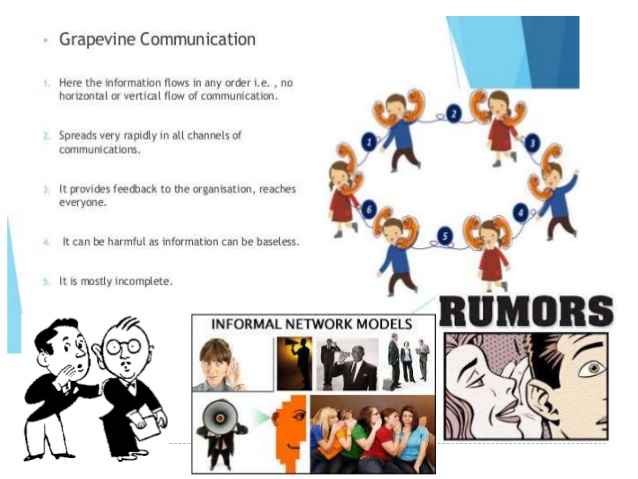 • Grapevine Communication
1. Here the information flows in any order i.e. , no
horizontal or vertical flow of communication.
2. Spreads very rapidly in all channels of
communications.
3. It provides feedback to the organisation, reaches
everyone.
4. It can be harmful as information can be baseless.
5. It is mostly incomplete.
1
2
3
4
5
6
INFORMAL NETWORK MODELS
RUMORS